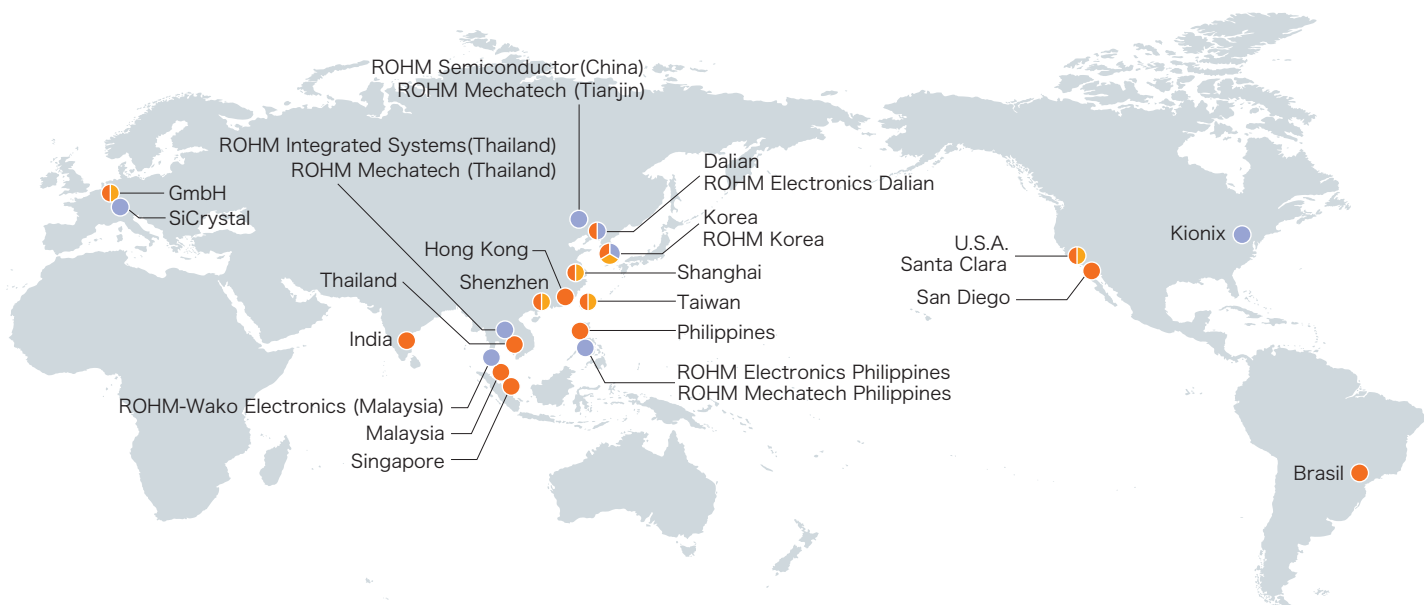 ROHM Semiconductor(China)
ROHM Mechatech (Tianjin)
ROHM Integrated Systems(Thailand)
ROHM Mechatech (Thailand)
GmbH
SiCrystal
Dalian
ROHM Electronics Dalian
Korea
ROHM Korea
Hong Kong
Shanghai
Thailand
Shenzhen
Taiwan
India
Philippines
ROHM Electronics Philippines
ROHM Mechatech Philippines
ROHM-Wako Electronics (Malaysia)
Malaysia
Singapore
Kionix
U.S.A.
Santa Clara
San Diego
Brasil